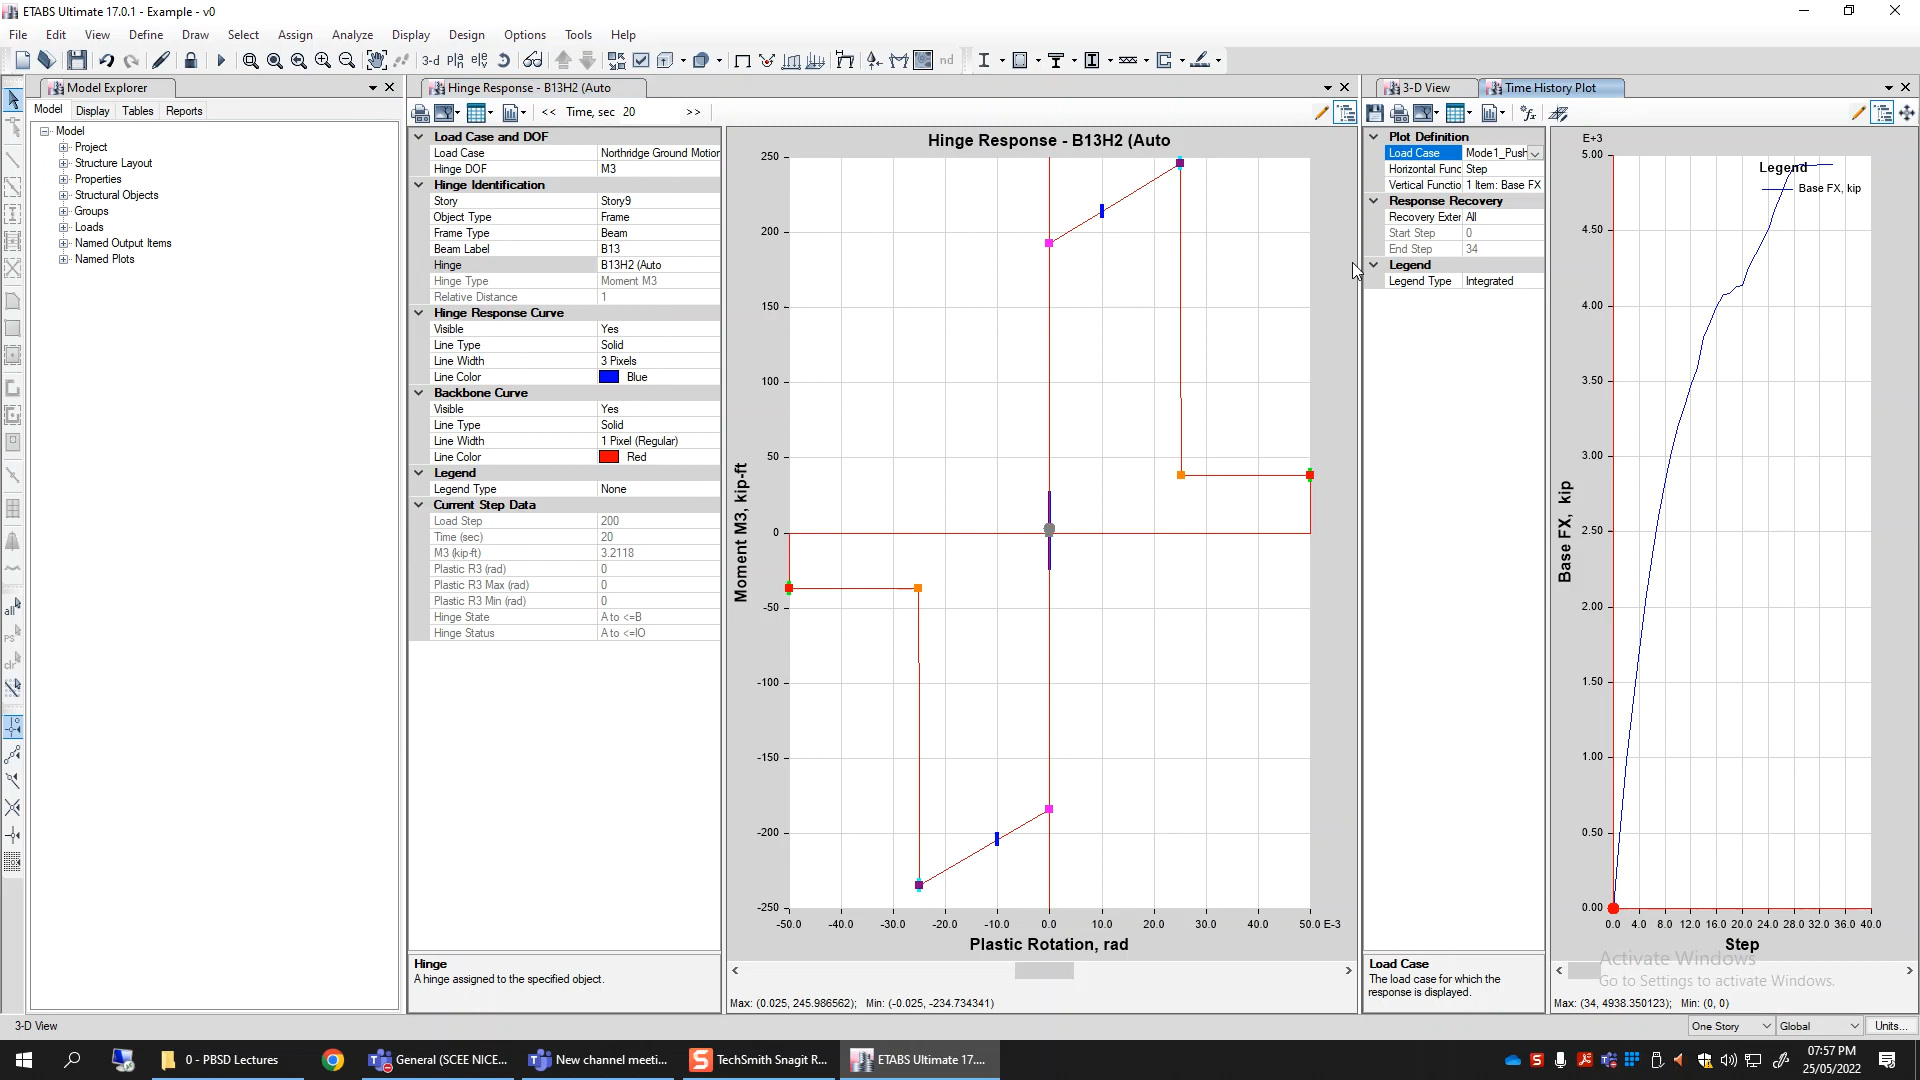 ETABS Ultimate 17.0.1 - Example - v0
File Edit View Define Draw Select Assign Analyze Display Design Options Tools Help
3-d nd
Model Explorer
Model Display Tables Reports
Model
Project
Structure Layout
Properties
Structural Objects
Groups
Loads
Named Output Items
Named Plots
all
ps
clr
Hinge Response - B13H2 (Auto
<< Time, sec 20 >>
Load Case and DOF
Load Case Northridge Ground Motion
Hinge DOF M3
Hinge Identification
Story Story9
Object Type Frame
Frame Type Beam
Beam Label B13
Hinge B13H2 (Auto
Hinge Type Moment M3
Relative Distance 1
Hinge Response Curve
Visible Yes
Line Type Solid
Line Width 3 Pixels
Line Color Blue
Backbone Curve
Visible Yes
Line Type Solid
Line Width 1 Pixel (Regular)
Line Color Red
Legend
Legend Type None
Current Step Data
Load Step 200
Time (sec) 20
M3 (kip-ft) 3.2118
Plastic R3 (rad) 0
Plastic R3 Max (rad) 0
Plastic R3 Min (rad) 0
Hinge State A to <=B
Hinge Status A to <=IO
Hinge
A hinge assigned to the specified object.
Hinge Response - B13H2 (Auto
250
200
150
100
50
0
-50
-100
-150
-200
-250
Moment M3, kip-ft
-50.0 -40.0 -30.0 -20.0 -10.0 0.0 10.0 20.0 30.0 40.0 50.0 E-3
Plastic Rotation, rad
Max: (0.025, 245.986562); Min: (-0.025, -234.734341)
3-D View Time History Plot
Plot Definition
Load Case Mode1_Push
Horizontal Func Step
Vertical Functio 1 Item: Base FX
Response Recovery
Recovery Exter All
Start Step 0
End Step 34
Legend
Legend Type Integrated
Load Case
The load case for which the
response is displayed.
E+3
Legend
Base FX, kip
5.00
4.50
4.00
3.50
3.00
2.50
2.00
1.50
1.00
0.50
0.00
Base FX, kip
0.0 4.0 8.0 12.0 16.0 20.0 24.0 28.0 32.0 36.0 40.0
Step
Activate Windows
Go to Settings to activate Windows.
Max: (34, 4938.350123); Min: (0, 0)
3-D View
One Story Global Units...
0 - PBSD Lectures
General (SCEE NICE...
New channel meeti...
TechSmith Snagit R...
ETABS Ultimate 17....
07:57 PM
25/05/2022